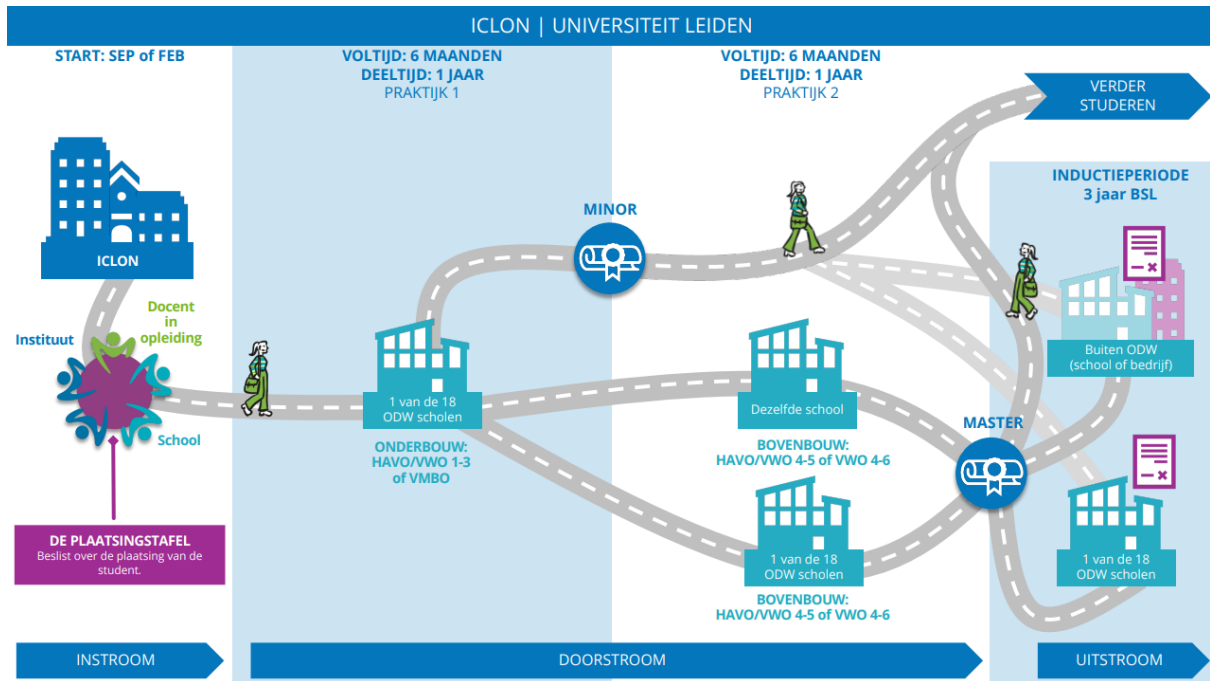 ICLON | UNIVERSITEIT LEIDEN
START: SEP of FEB
VOLTIJD: 6 MAANDEN
DEELTIJD: 1 JAAR
PRAKTIJK 1
VOLTIJD: 6 MAANDEN
DEELTIJD: 1 JAAR
PRAKTIJK 2
VERDER
STUDEREN
INDUCTIEPERIODE
3 jaar BSL
MINOR
ICLON
Docent
in
opleiding
Instituut
School
1 van de 18
ODW scholen
ONDERBOUW:
HAVO/VWO 1-3
of VMBO
Dezelfde school
BOVENBOUW:
HAVO/VWO 4-5 of VWO 4-6
Buiten ODW
(school of bedrijf)
MASTER
1 van de 18
ODW scholen
BOVENBOUW:
HAVO/VWO 4-5 of VWO 4-6
1 van de 18
ODW scholen
DE PLAATSINGSTAFEL
Beslist over de plaatsing van de
student.
INSTROOM
DOORSTROOM
UITSTROOM